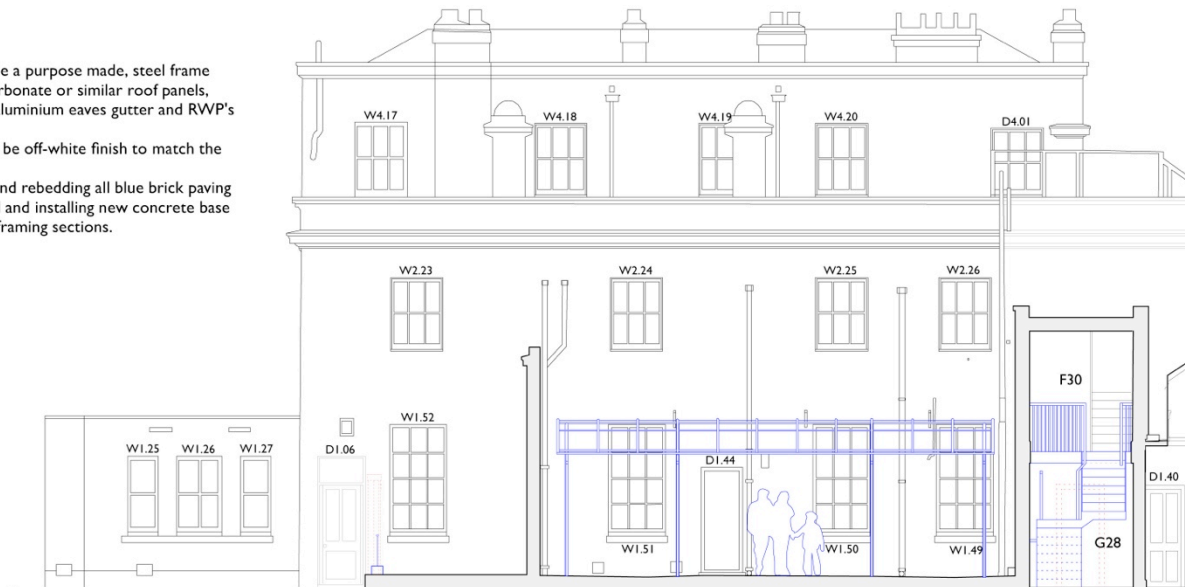 e a purpose made, steel frame
rbonate or similar roof panels,
luminium eaves gutter and RWP's
be off-white finish to match the
nd rebedding all blue brick paving
and installing new concrete base
framing sections.
W4.17
W4.18
W4.19
W4.20
D4.01
W2.23
W2.24
W2.25
W2.26
F30
W1.52
W1.25
W1.26
W1.27
D1.06
D1.44
D1.40
W1.51
W1.50
W1.49
G28